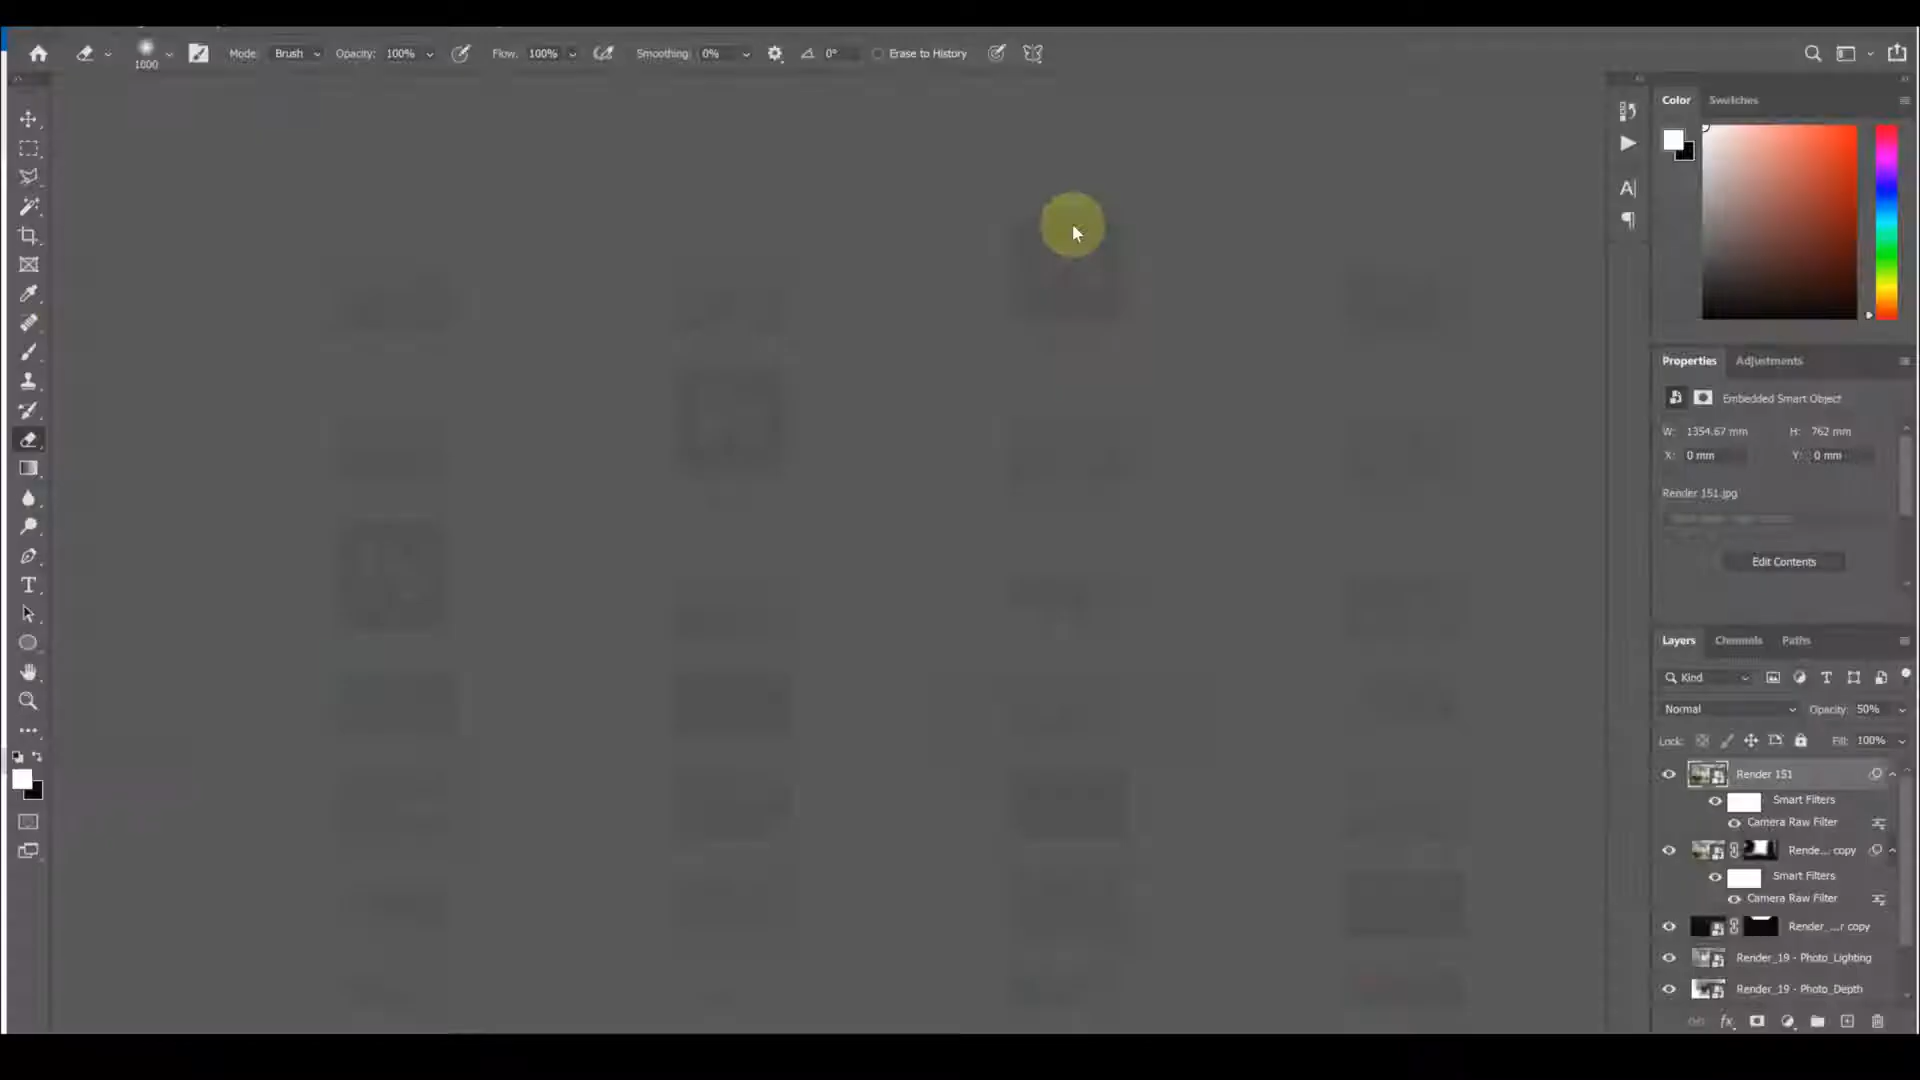 1000 Mode: Brush Opacity: 100% Flow: 100% Smoothing: 0% 0° Erase to History
Color Swatches
A|
Properties Adjustments
Embedded Smart Object
W: 1354.67 mm H: 762 mm
X: 0 mm Y: 0 mm
Render 151.jpg
Edit Contents
Layers Channels Paths
Kind
Normal Opacity: 50%
Lock: Fill: 100%
Render 151
Smart Filters
Camera Raw Filter
Rende... copy
Smart Filters
Camera Raw Filter
Render_...r copy
Render_19 - Photo_Lighting
Render_19 - Photo_Depth
fx